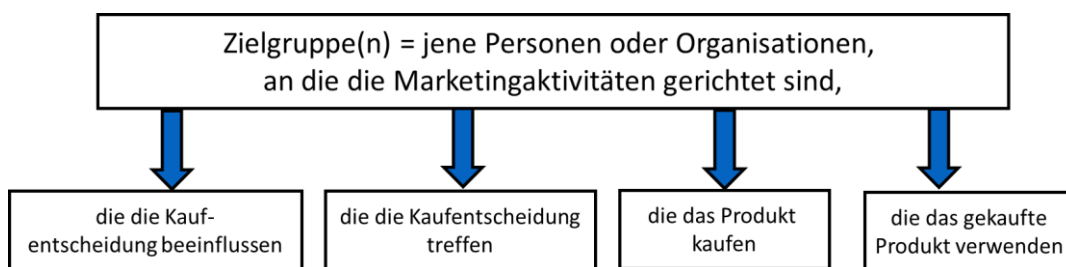 Zielgruppe(n) = jene Personen oder Organisationen,
an die die Marketingaktivitäten gerichtet sind,
die die Kauf-
entscheidung beeinflussen
die die Kaufentscheidung
treffen
die das Produkt
kaufen
die das gekaufte
Produkt verwenden